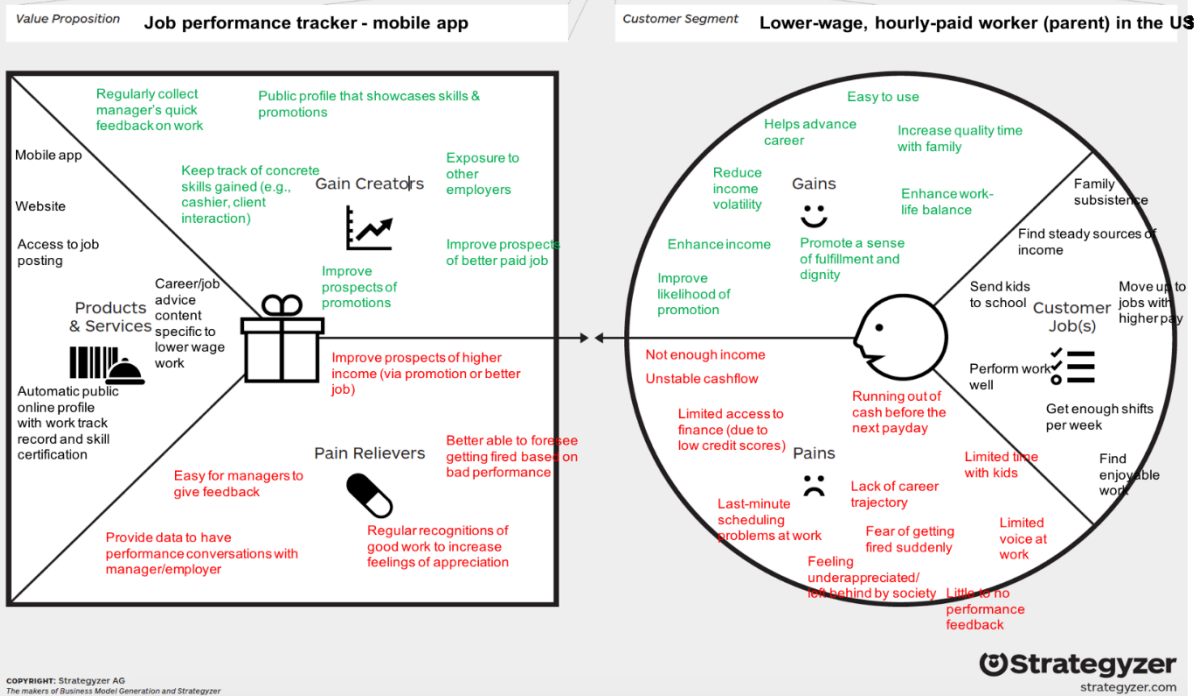 Value Proposition
Job performance tracker - mobile app
Customer Segment
Lower-wage, hourly-paid worker (parent) in the US
Regularly collect
manager's quick
feedback on work
Public profile that showcases skills &
promotions
Mobile app
Keep track of concrete
skills gained (e.g.,
cashier, client
interaction)
Gain Creators
Exposure to
other
employers
Website
Access to job
posting
Improve prospects
of better paid job
Improve
prospects of
promotions
Career/job
advice
content
specific to
lower wage
work
Products
& Services
Automatic public
online profile
with work track
record and skill
certification
Improve prospects of higher
income (via promotion or better
job)
Pain Relievers
Better able to foresee
getting fired based on
bad performance
Easy for managers to
give feedback
Regular recognitions of
good work to increase
feelings of appreciation
Provide data to have
performance conversations with
manager/employer
Easy to use
Helps advance
career
Increase quality time
with family
Reduce
income
volatility
Gains
Enhance work-
life balance
Enhance income
Promote a sense
of fulfillment and
dignity
Improve
likelihood of
promotion
Family
subsistence
Find steady sources of
income
Send kids
to school
Customer
Job(s)
Move up to
jobs with
higher pay
Perform work
well
Get enough shifts
per week
Find
enjoyable
work
Not enough income
Unstable cashflow
Running out of
cash before the
next payday
Limited access to
finance (due to
low credit scores)
Pains
Limited time
with kids
Lack of career
trajectory
Last-minute
scheduling
problems at work
Fear of getting
fired suddenly
Limited
voice at
work
Feeling
underappreciated/
left behind by society
Little to no
performance
feedback
COPYRIGHT: Strategyzer AG
The makers of Business Model Generation and Strategyzer
Strategyzer
strategyzer.com